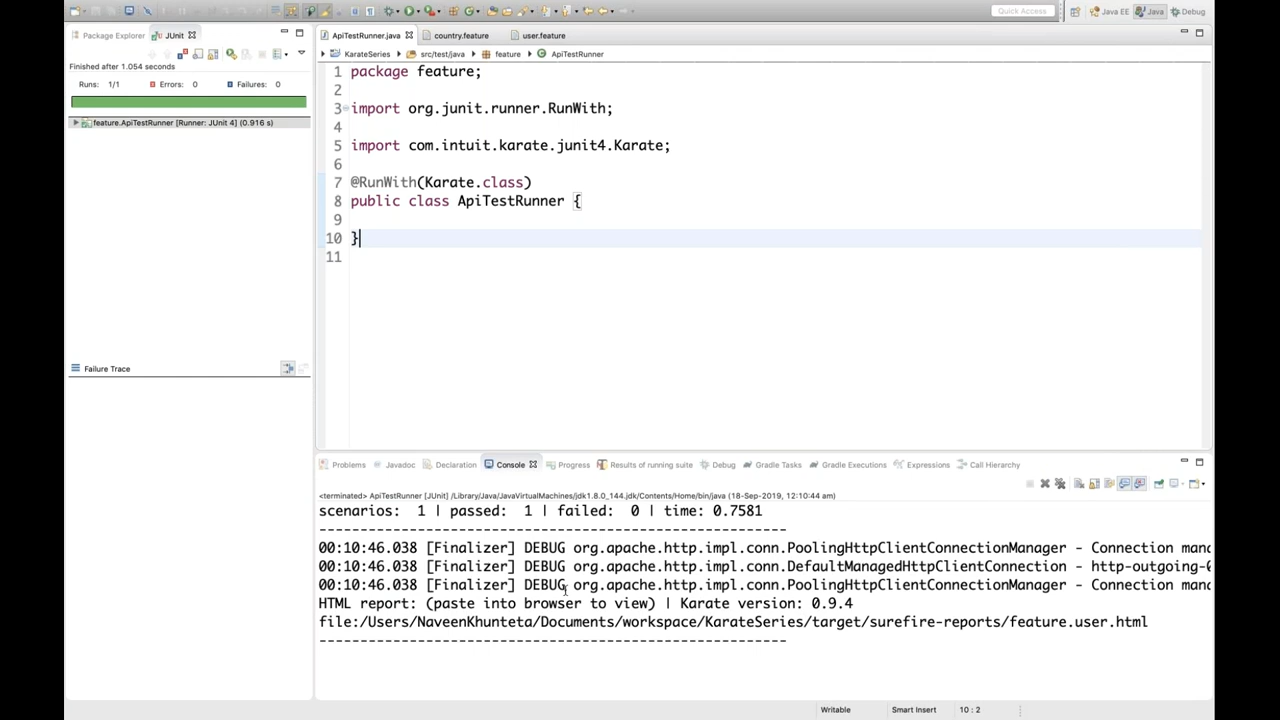 Quick Access
Java EE
Java
Debug
Package Explorer
JUnit
Finished after 1.054 seconds
Runs: 1/1
Errors: 0
Failures: 0
feature.ApiTestRunner [Runner: JUnit 4] (0.916 s)
Failure Trace
ApiTestRunner.java
country.feature
user.feature
KarateSeries
src/test/java
feature
ApiTestRunner
1 package feature;
2
3 import org.junit.runner.RunWith;
4
5 import com.intuit.karate.junit4.Karate;
6
7 @RunWith(Karate.class)
8 public class ApiTestRunner {
9
10 }
11
Problems
Javadoc
Declaration
Console
Progress
Results of running suite
Debug
Gradle Tasks
Gradle Executions
Expressions
Call Hierarchy
<terminated> ApiTestRunner [JUnit] /Library/Java/JavaVirtualMachines/jdk1.8.0_144.jdk/Contents/Home/bin/java (18-Sep-2019, 12:10:44 am)
scenarios:  1 | passed:  1 | failed:  0 | time: 0.7581
---------------------------------------------------------
00:10:46.038 [Finalizer] DEBUG org.apache.http.impl.conn.PoolingHttpClientConnectionManager - Connection mana
00:10:46.038 [Finalizer] DEBUG org.apache.http.impl.conn.DefaultManagedHttpClientConnection - http-outgoing-0
00:10:46.038 [Finalizer] DEBUG org.apache.http.impl.conn.PoolingHttpClientConnectionManager - Connection mana
HTML report: (paste into browser to view) | Karate version: 0.9.4
file:/Users/NaveenKhunteta/Documents/workspace/KarateSeries/target/surefire-reports/feature.user.html
---------------------------------------------------------
Writable
Smart Insert
10 : 2